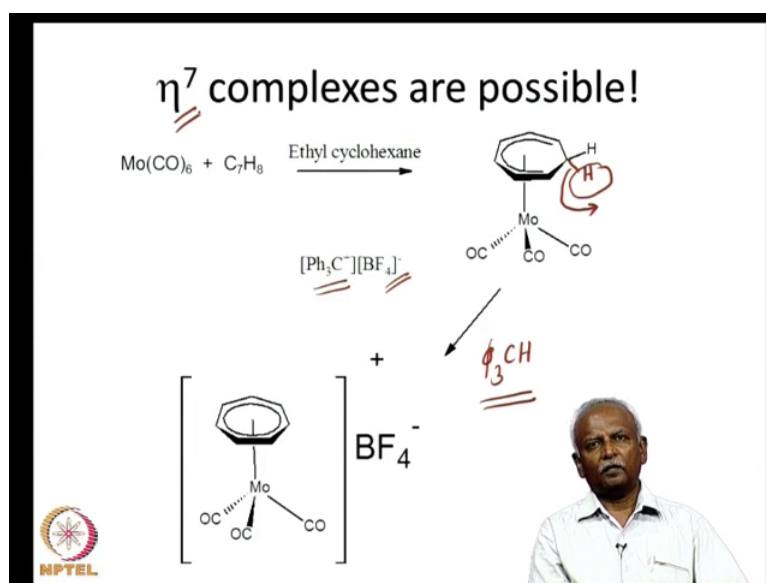 η⁷ complexes are possible!
Mo(CO)₆ + C₇H₈
Ethyl cyclohexane
H
H
Mo
OC
CO
CO
[Ph₃C⁺][BF₄]⁻
ϕ₃CH
+
BF₄⁻
Mo
OC
OC
CO
NPTEL